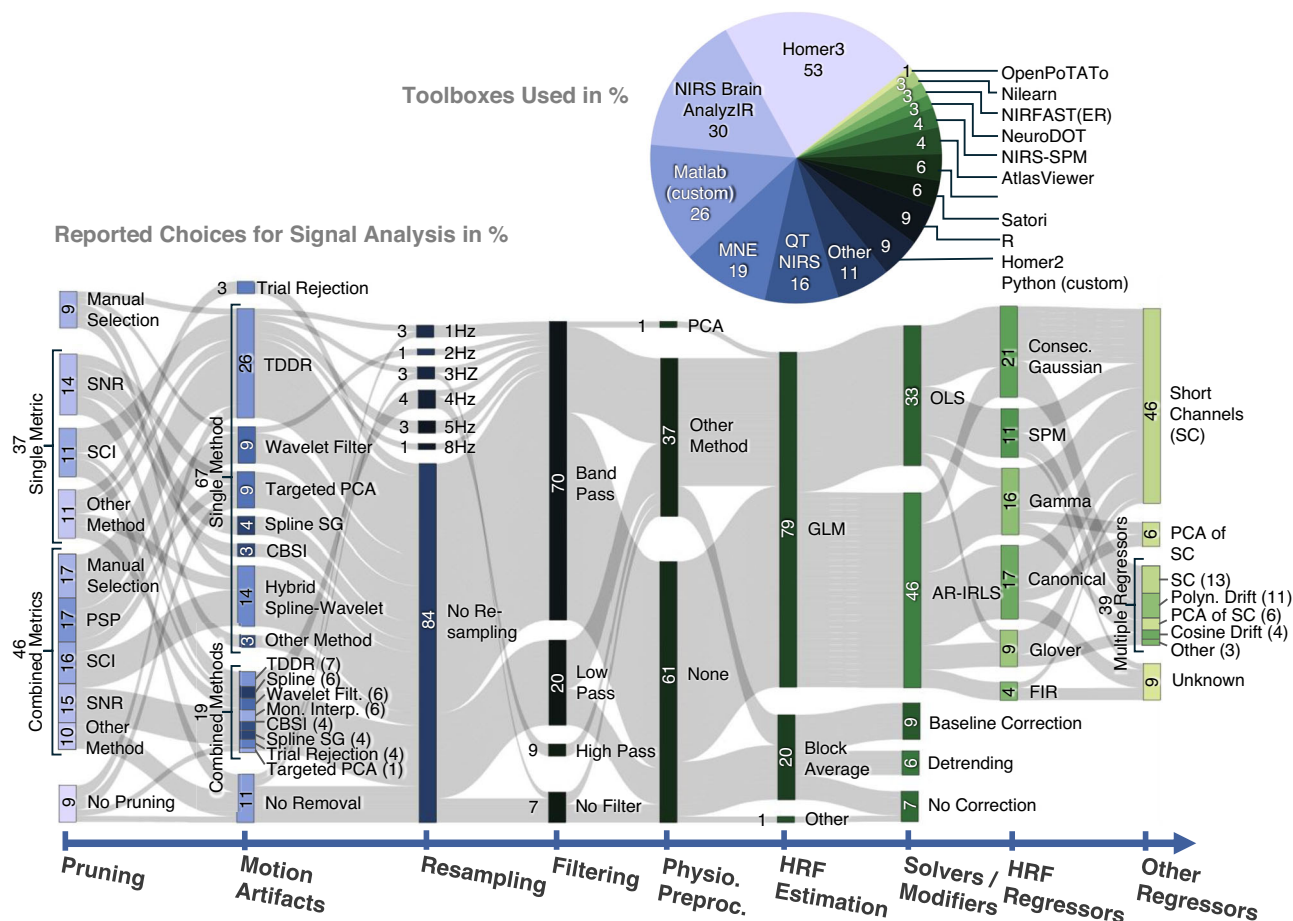 Toolboxes Used in %
Homer3
53
NIRS Brain
AnalyzIR
30
Matlab
(custom)
26
MNE
19
QT
NIRS
16
Other
11
9
9
6
6
4
4
3
3
3
1
OpenPoTATo
Nilearn
NIRFAST(ER)
NeuroDOT
NIRS-SPM
AtlasViewer
Satori
R
Homer2
Python (custom)
Reported Choices for Signal Analysis in %
9
Manual
Selection
37
Single Metric
14
SNR
11
SCI
11
Other
Method
46
Combined Metrics
17
Manual
Selection
17
PSP
16
SCI
15
SNR
10
Other
Method
9
No Pruning
3
Trial Rejection
67
Single Method
26
TDDR
9
Wavelet Filter
9
Targeted PCA
4
Spline SG
3
CBSI
14
Hybrid
Spline-Wavelet
3
Other Method
19
Combined Methods
TDDR (7)
Spline (6)
Wavelet Filt. (6)
Mon. Interp. (6)
CBSI (4)
Spline SG (4)
Trial Rejection (4)
Targeted PCA (1)
11
No Removal
3
1Hz
1
2Hz
3
3HZ
4
4Hz
3
5Hz
1
8Hz
84
No Re-
sampling
70
Band
Pass
20
Low
Pass
9
High Pass
7
No Filter
1
PCA
37
Other
Method
61
None
79
GLM
20
Block
Average
1
Other
33
OLS
46
AR-IRLS
9
Baseline Correction
6
Detrending
7
No Correction
21
Consec.
Gaussian
11
SPM
16
Gamma
17
Canonical
9
Glover
4
FIR
46
Short
Channels
(SC)
6
PCA of
SC
39
Multiple Regressors
SC (13)
Polyn. Drift (11)
PCA of SC (6)
Cosine Drift (4)
Other (3)
9
Unknown
Pruning
Motion
Artifacts
Resampling
Filtering
Physio.
Preproc.
HRF
Estimation
Solvers /
Modifiers
HRF
Regressors
Other
Regressors